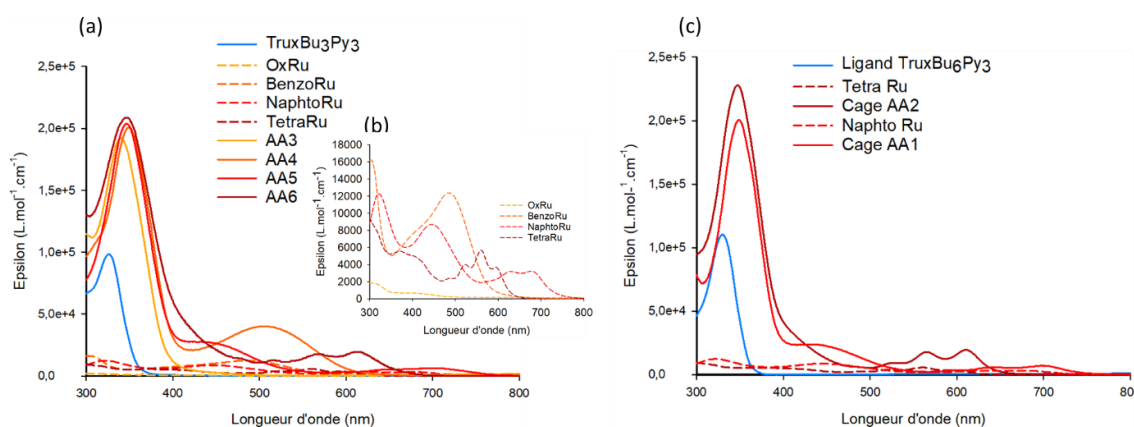 (a)
TruxBu3Py3
OxRu
BenzoRu
NaphtoRu
TetraRu
AA3
AA4
AA5
AA6
2,5e+5
2,0e+5
1,5e+5
1,0e+5
5,0e+4
0,0
Epsilon (L.mol-1.cm-1)
300 400 500 600 700 800
Longueur d'onde (nm)
(b)
18000
16000
14000
12000
10000
8000
6000
4000
2000
0
Epsilon (L.mol-1.cm-1)
OxRu
BenzoRu
NaphtoRu
TetraRu
300 400 500 600 700 800
Longueur d'onde (nm)
(c)
Ligand TruxBu6Py3
Tetra Ru
Cage AA2
Naphto Ru
Cage AA1
2,5e+5
2,0e+5
1,5e+5
1,0e+5
5,0e+4
0,0
Epsilon (L.mol-1.cm-1)
300 400 500 600 700 80
Longueur d'onde (nm)